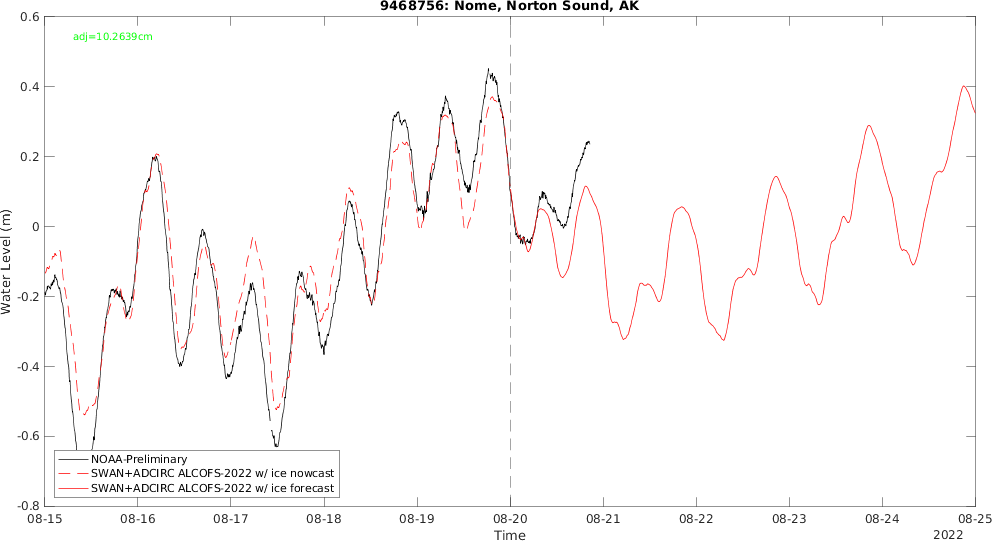 9468756: Nome, Norton Sound, AK
adj=10.2639cm
Water Level (m)
0.6
0.4
0.2
0
-0.2
-0.4
-0.6
-0.8
NOAA-Preliminary
SWAN+ADCIRC ALCOFS-2022 w/ ice nowcast
SWAN+ADCIRC ALCOFS-2022 w/ ice forecast
08-15 08-16 08-17 08-18 08-19 08-20 08-21 08-22 08-23 08-24 08-25
Time
2022